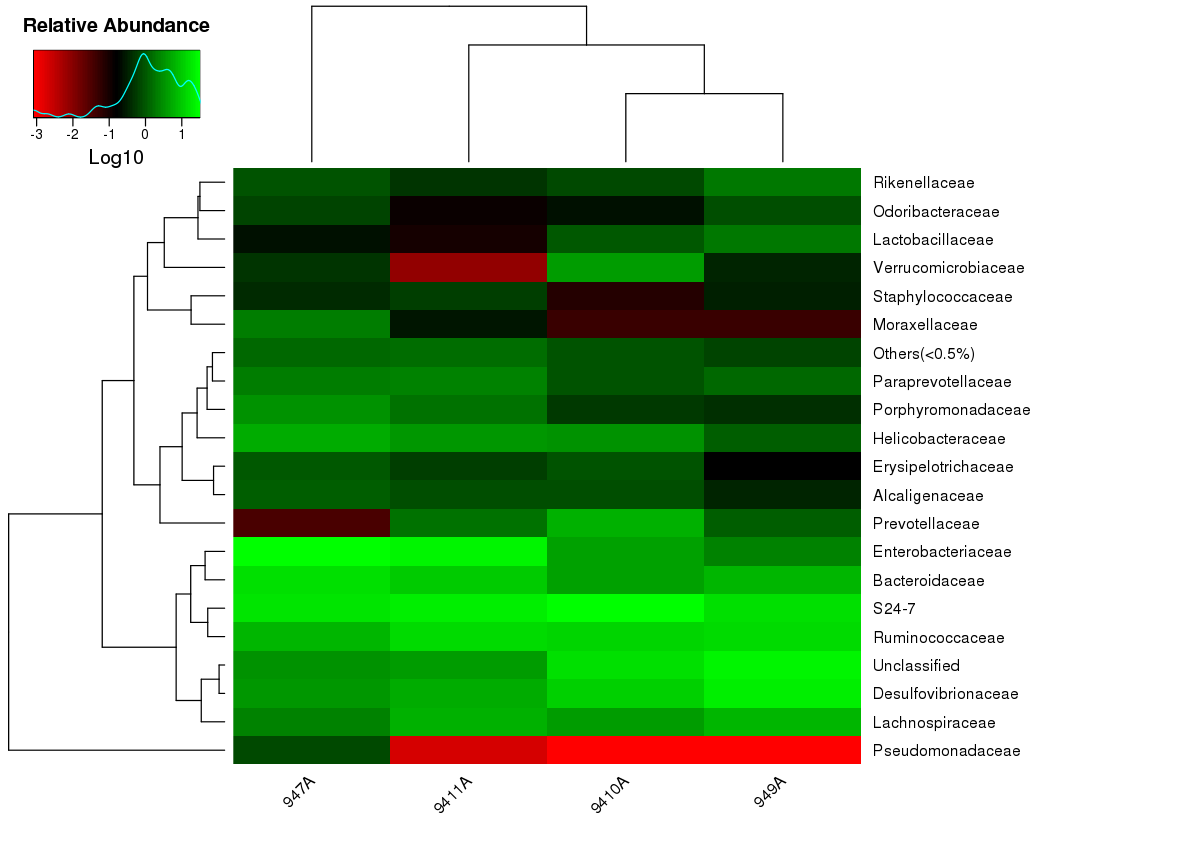 Relative Abundance
-3 -2 -1 0 1
Log10
Rikenellaceae
Odoribacteraceae
Lactobacillaceae
Verrucomicrobiaceae
Staphylococcaceae
Moraxellaceae
Others(<0.5%)
Paraprevotellaceae
Porphyromonadaceae
Helicobacteraceae
Erysipelotrichaceae
Alcaligenaceae
Prevotellaceae
Enterobacteriaceae
Bacteroidaceae
S24-7
Ruminococcaceae
Unclassified
Desulfovibrionaceae
Lachnospiraceae
Pseudomonadaceae
947A 9411A 9410A 949A